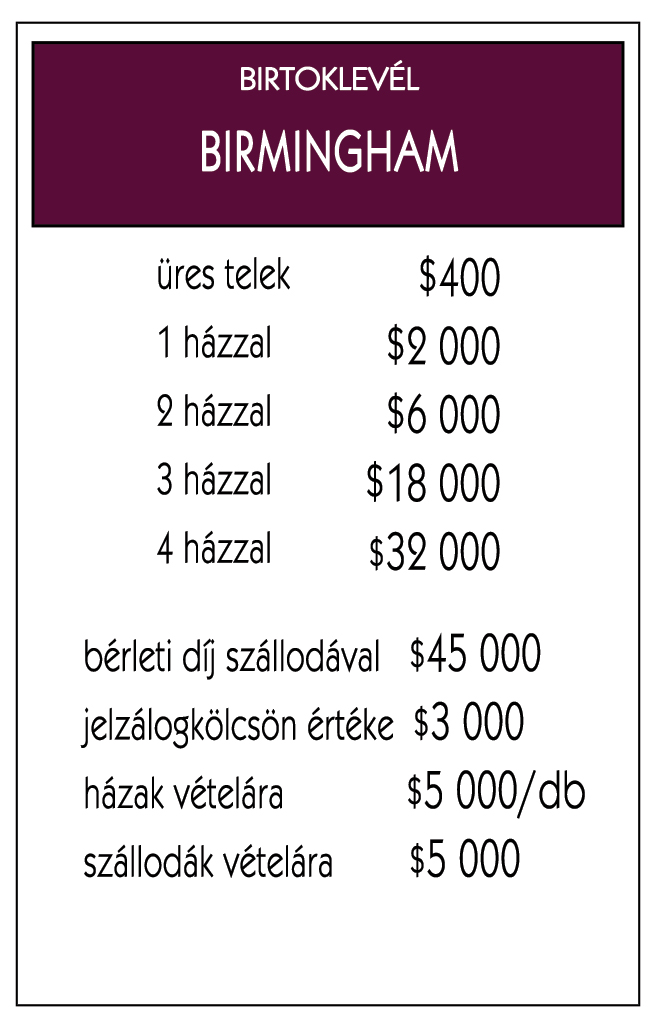 BIRTOKLEVÉL
BIRMINGHAM
üres telek $400
1 házzal $2 000
2 házzal $6 000
3 házzal $18 000
4 házzal $32 000
bérleti díj szállodával $45 000
jelzálogkölcsön értéke $3 000
házak vételára $5 000/db
szállodák vételára $5 000